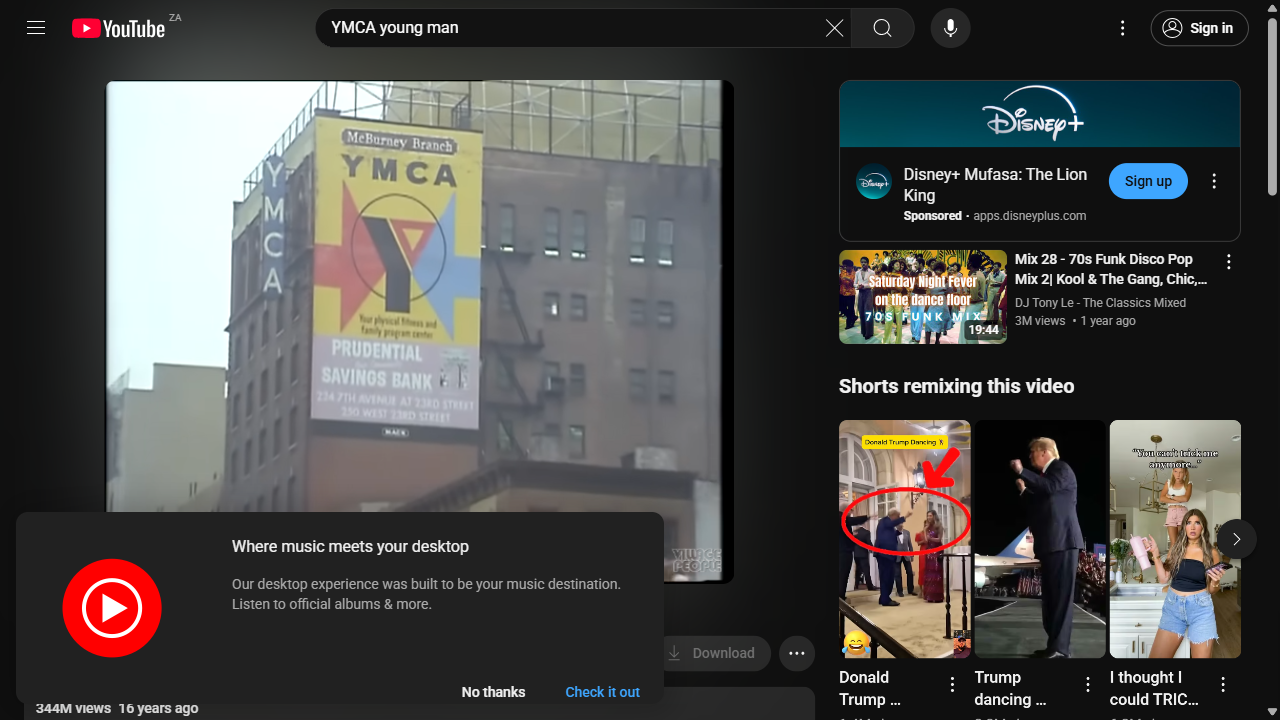 YouTube
ZA
YMCA young man
Sign in
McBurney Branch
YMCA
YMCA
Your physical fitness and
family program center
PRUDENTIAL
SAVINGS BANK
234 7TH AVENUE AT 23RD STREET
250 WEST 23RD STREET
VILLAGE
PEOPLE
Disney+
Disney+ Mufasa: The Lion
King
Sponsored · apps.disneyplus.com
Sign up
Saturday Night Fever
on the dance floor
70S FUNK MIX
19:44
Mix 28 - 70s Funk Disco Pop
Mix 2| Kool & The Gang, Chic,...
DJ Tony Le - The Classics Mixed
3M views • 1 year ago
Shorts remixing this video
Donald Trump Dancing
"You can't trick me
anymore..."
Donald
Trump ...
Trump
dancing ...
I thought I
could TRIC...
Where music meets your desktop
Our desktop experience was built to be your music destination.
Listen to official albums & more.
No thanks
Check it out
Download
344M views 16 years ago